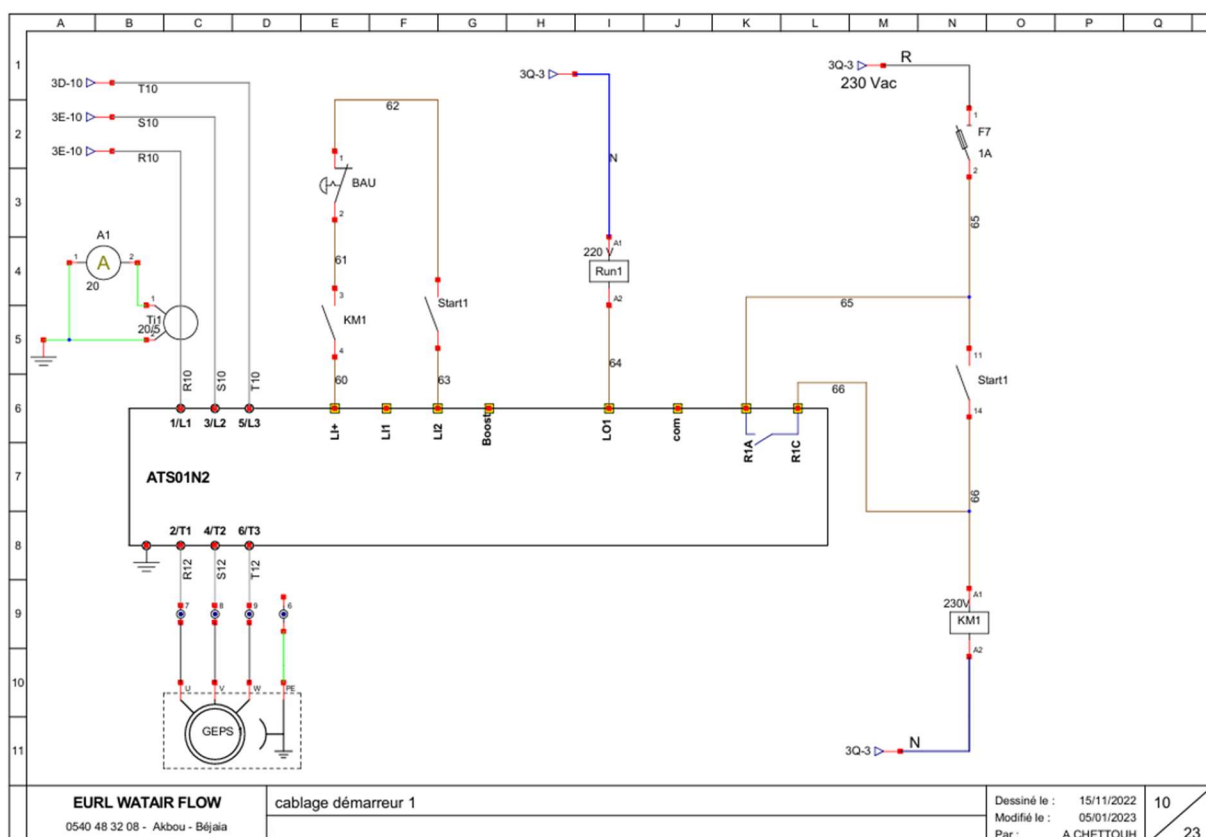 A B C D E F G H I J K L M N O P Q
1
3D-10 T10
3Q-3
3Q-3 R
230 Vac
62
2
3E-10 S10
3E-10 R10
1
F7
1A
2
N
3
1
BAU
2
65
4
A1
1 A 2
20
61
220 V A1
Run1
A2
3
KM1
4
Start1
65
5
1
Ti1
20/5
2
64
11
Start1
14
R10 S10 T10
60
63
66
6
1/L1 3/L2 5/L3
LI+ LI1 LI2 Boost LO1 com R1A R1C
7
ATS01N2
66
8
2/T1 4/T2 6/T3
R12 S12 T12
9
7 8 9 6
230V A1
KM1
A2
10
U V W PE
GEPS
11
3Q-3 N
EURL WATAIR FLOW
0540 48 32 08 - Akbou - Béjaia
cablage démarreur 1
Dessiné le : 15/11/2022
Modifié le : 05/01/2023
Par : A.CHETTOUH
10
23